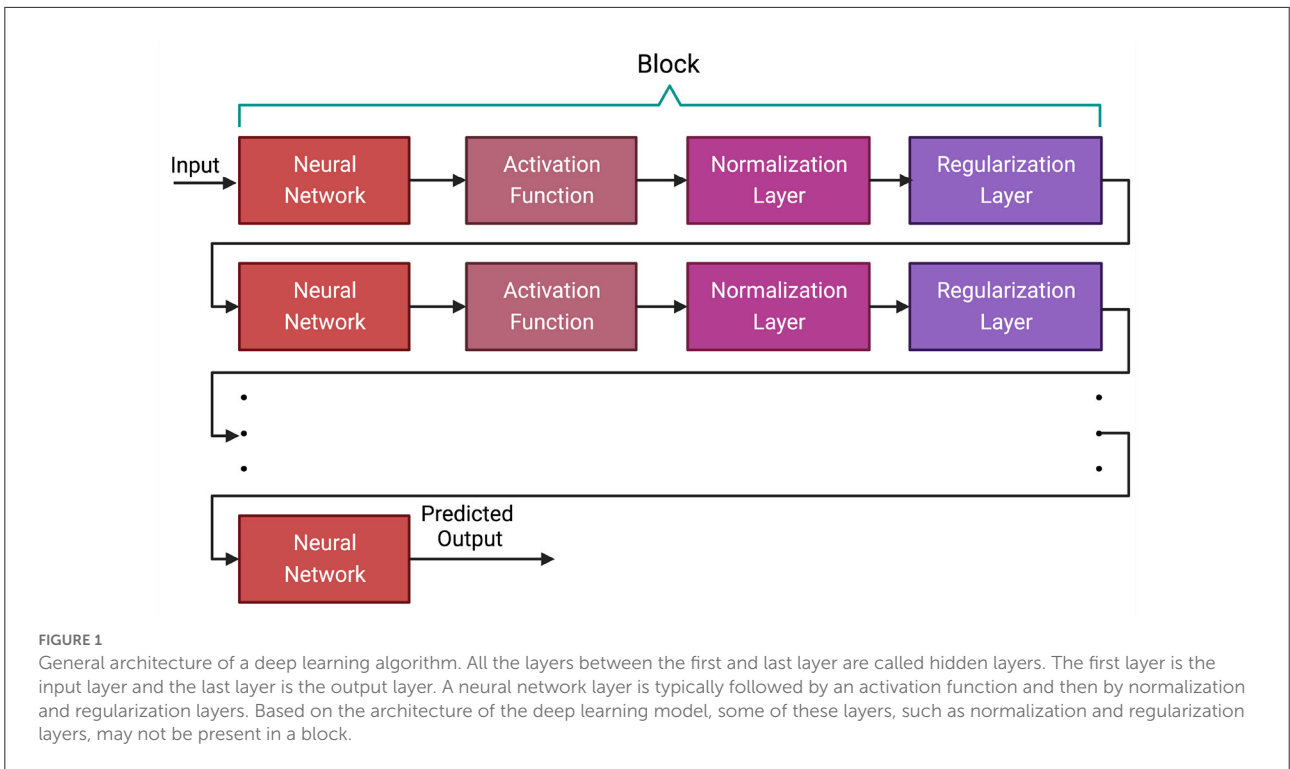 Block
Input
Neural
Network
Activation
Function
Normalization
Layer
Regularization
Layer
Neural
Network
Activation
Function
Normalization
Layer
Regularization
Layer
Predicted
Output
Neural
Network
FIGURE 1
General architecture of a deep learning algorithm. All the layers between the first and last layer are called hidden layers. The first layer is the
input layer and the last layer is the output layer. A neural network layer is typically followed by an activation function and then by normalization
and regularization layers. Based on the architecture of the deep learning model, some of these layers, such as normalization and regularization
layers, may not be present in a block.